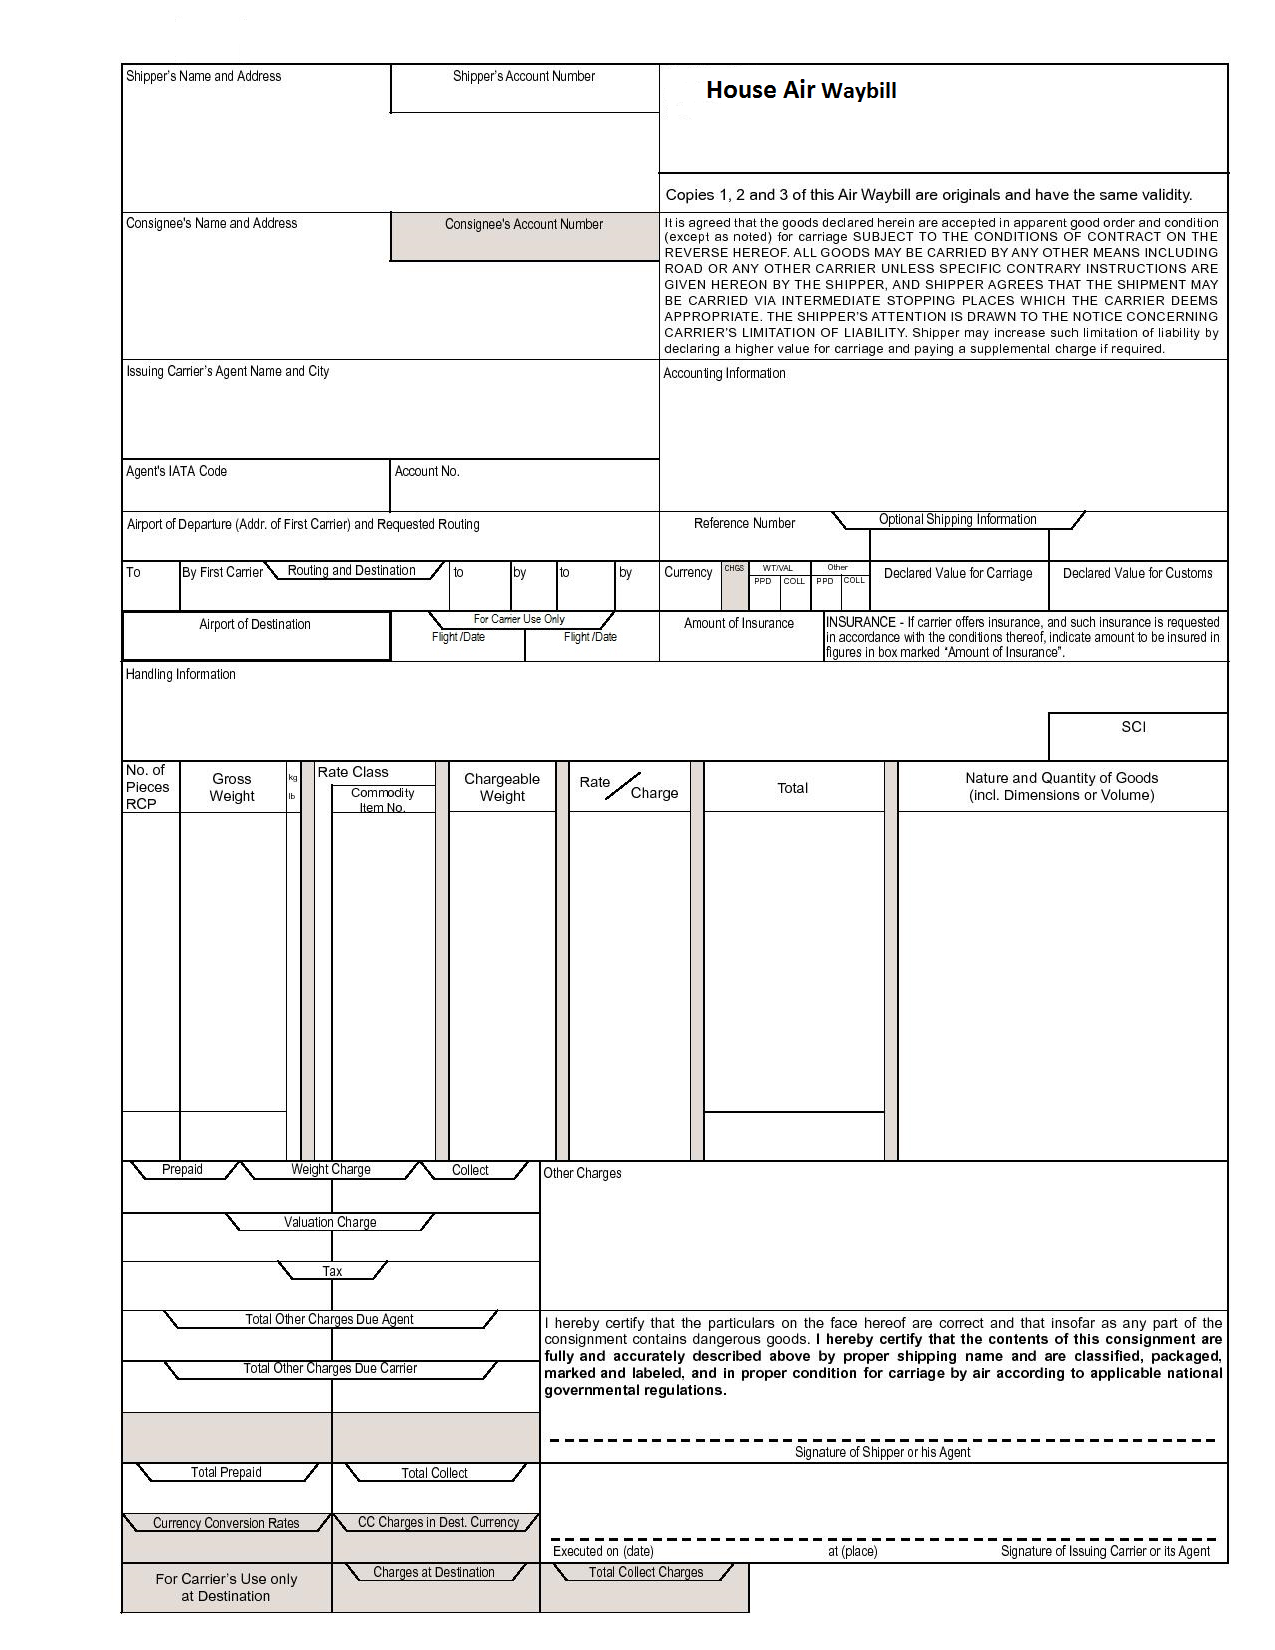 Shipper's Name and Address
Shipper's Account Number
House Air Waybill
Copies 1, 2 and 3 of this Air Waybill are originals and have the same validity.
Consignee's Name and Address
Consignee's Account Number
It is agreed that the goods declared herein are accepted in apparent good order and condition
(except as noted) for carriage SUBJECT TO THE CONDITIONS OF CONTRACT ON THE
REVERSE HEREOF. ALL GOODS MAY BE CARRIED BY ANY OTHER MEANS INCLUDING
ROAD OR ANY OTHER CARRIER UNLESS SPECIFIC CONTRARY INSTRUCTIONS ARE
GIVEN HEREON BY THE SHIPPER, AND SHIPPER AGREES THAT THE SHIPMENT MAY
BE CARRIED VIA INTERMEDIATE STOPPING PLACES WHICH THE CARRIER DEEMS
APPROPRIATE. THE SHIPPER'S ATTENTION IS DRAWN TO THE NOTICE CONCERNING
CARRIER'S LIMITATION OF LIABILITY. Shipper may increase such limitation of liability by
declaring a higher value for carriage and paying a supplemental charge if required.
Issuing Carrier's Agent Name and City
Accounting Information
Agent's IATA Code
Account No.
Airport of Departure (Addr. of First Carrier) and Requested Routing
Reference Number
Optional Shipping Information
To
By First Carrier
Routing and Destination
to
by
to
by
Currency
CHGS
WT/VAL
PPD
COLL
Other
PPD
COLL
Declared Value for Carriage
Declared Value for Customs
Airport of Destination
For Carrier Use Only
Flight /Date
Flight /Date
Amount of Insurance
INSURANCE - If carrier offers insurance, and such insurance is requested
in accordance with the conditions thereof, indicate amount to be insured in
figures in box marked “Amount of Insurance”.
Handling Information
SCI
No. of
Pieces
RCP
Gross
Weight
kg
lb
Rate Class
Commodity
Item No.
Chargeable
Weight
Rate
Charge
Total
Nature and Quantity of Goods
(incl. Dimensions or Volume)
Prepaid
Weight Charge
Collect
Other Charges
Valuation Charge
Tax
Total Other Charges Due Agent
I hereby certify that the particulars on the face hereof are correct and that insofar as any part of the
consignment contains dangerous goods. I hereby certify that the contents of this consignment are
fully and accurately described above by proper shipping name and are classified, packaged,
marked and labeled, and in proper condition for carriage by air according to applicable national
governmental regulations.
Total Other Charges Due Carrier
Signature of Shipper or his Agent
Total Prepaid
Total Collect
Currency Conversion Rates
CC Charges in Dest. Currency
Executed on (date)
at (place)
Signature of Issuing Carrier or its Agent
For Carrier's Use only
at Destination
Charges at Destination
Total Collect Charges